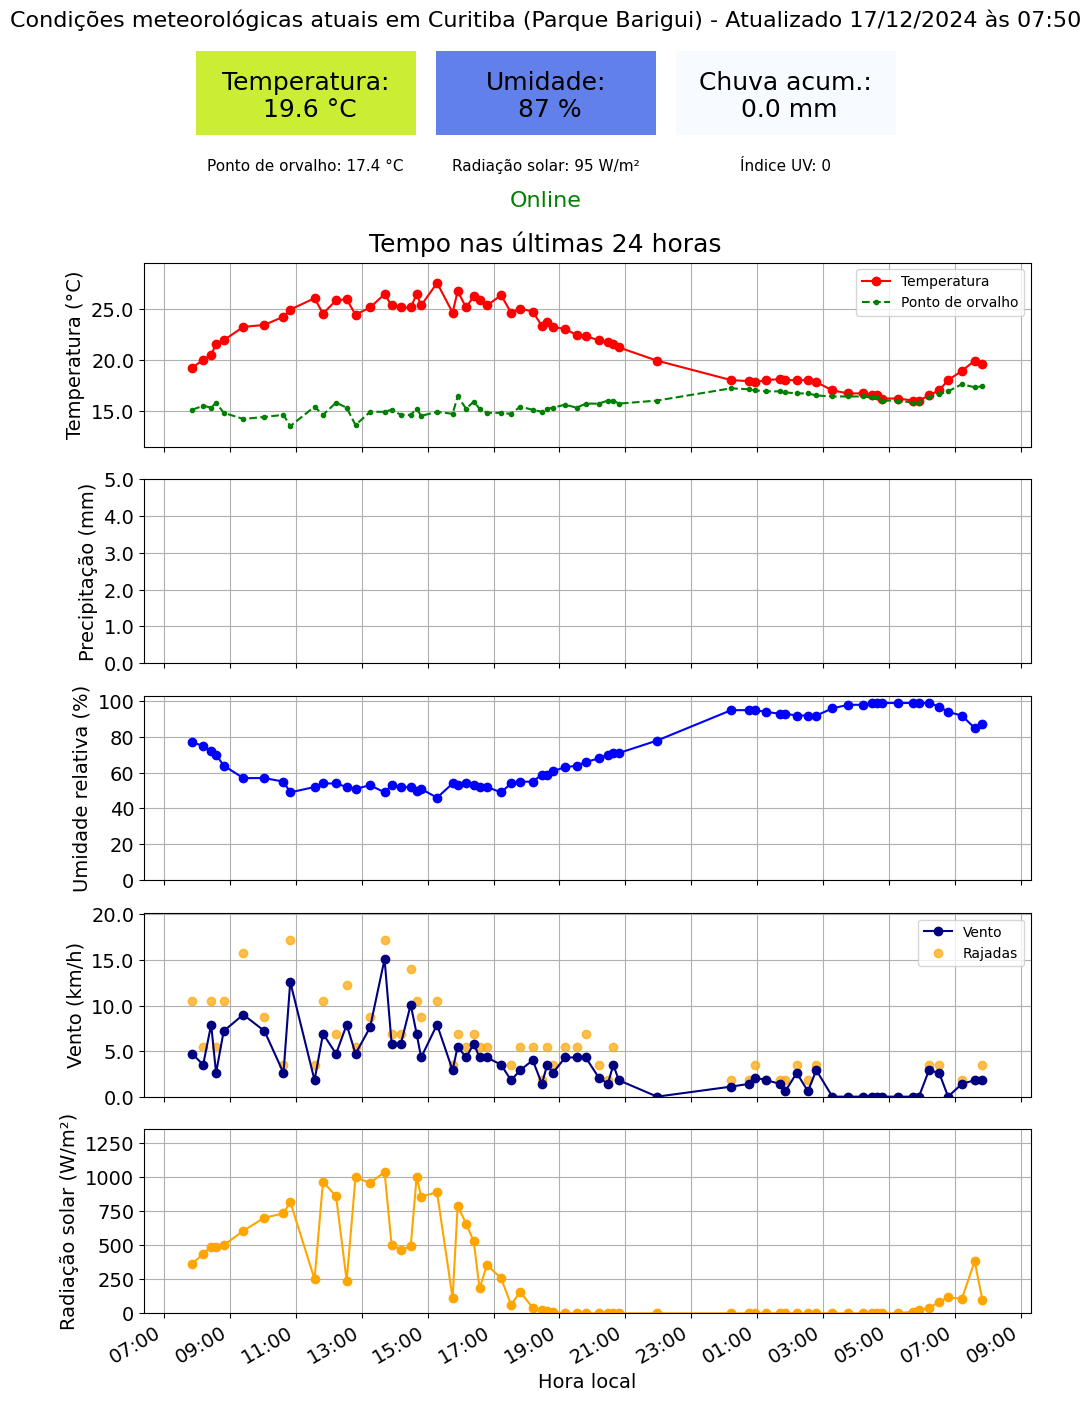 Condições meteorológicas atuais em Curitiba (Parque Barigui) - Atualizado 17/12/2024 às 07:50
Temperatura:
19.6 °C
Umidade:
87 %
Chuva acum.:
0.0 mm
Ponto de orvalho: 17.4 °C
Radiação solar: 95 W/m²
Índice UV: 0
Online
Tempo nas últimas 24 horas
Temperatura (°C)
25.0
20.0
15.0
Temperatura
Ponto de orvalho
Precipitação (mm)
5.0
4.0
3.0
2.0
1.0
0.0
Umidade relativa (%)
100
80
60
40
20
0
Vento (km/h)
20.0
15.0
10.0
5.0
0.0
Vento
Rajadas
Radiação solar (W/m²)
1250
1000
750
500
250
0
07:00
09:00
11:00
13:00
15:00
17:00
19:00
21:00
23:00
01:00
03:00
05:00
07:00
09:00
Hora local